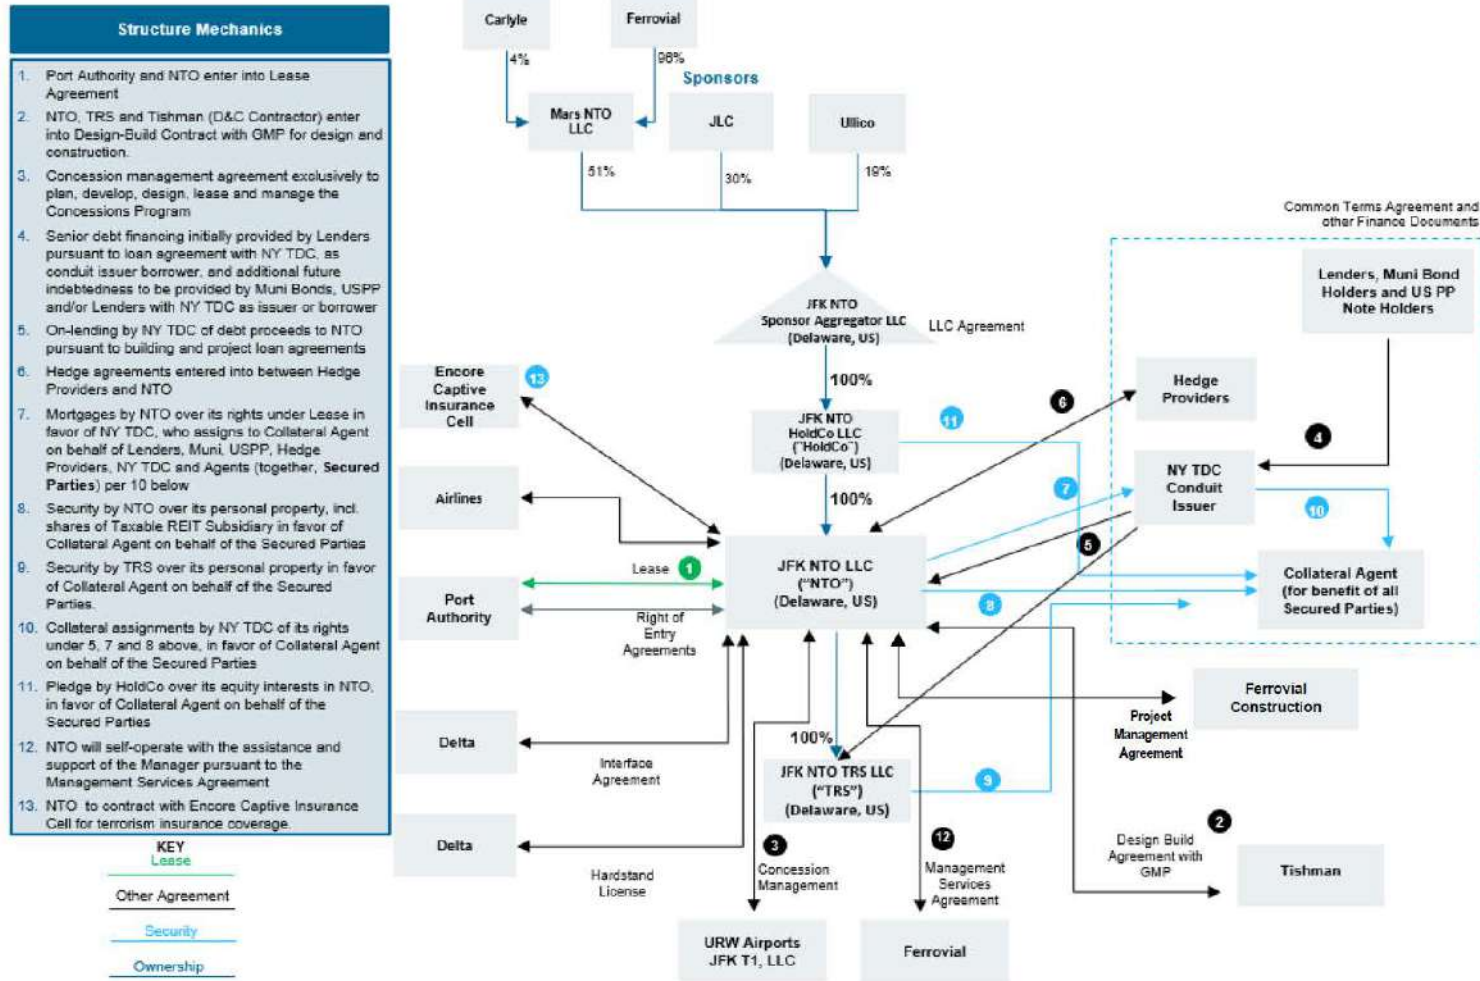 Structure Mechanics
1. Port Authority and NTO enter into Lease
Agreement
2. NTO, TRS and Tishman (D&C Contractor) enter
into Design-Build Contract with GMP for design and
construction.
3. Concession management agreement exclusively to
plan, develop, design, lease and manage the
Concessions Program
4. Senior debt financing initially provided by Lenders
pursuant to loan agreement with NY TDC, as
conduit issuer borrower, and additional future
indebtedness to be provided by Muni Bonds, USPP
and/or Lenders with NY TDC as issuer or borrower
5. On-lending by NY TDC of debt proceeds to NTO
pursuant to building and project loan agreements
6. Hedge agreements entered into between Hedge
Providers and NTO
7. Mortgages by NTO over its rights under Lease in
favor of NY TDC, who assigns to Collateral Agent
on behalf of Lenders, Muni, USPP, Hedge
Providers, NY TDC and Agents (together, Secured
Parties) per 10 below
8. Security by NTO over its personal property, incl.
shares of Taxable REIT Subsidiary in favor of
Collateral Agent on behalf of the Secured Parties
9. Security by TRS over its personal property in favor
of Collateral Agent on behalf of the Secured
Parties.
10. Collateral assignments by NY TDC of its rights
under 5, 7 and 8 above, in favor of Collateral Agent
on behalf of the Secured Parties
11. Pledge by HoldCo over its equity interests in NTO,
in favor of Collateral Agent on behalf of the
Secured Parties
12. NTO will self-operate with the assistance and
support of the Manager pursuant to the
Management Services Agreement
13. NTO to contract with Encore Captive Insurance
Cell for terrorism insurance coverage.
KEY
Lease
Other Agreement
Security
Ownership
Carlyle
Ferrovial
4%
96%
Sponsors
Mars NTO
LLC
JLC
Ullico
51%
30%
19%
JFK NTO
Sponsor Aggregator LLC
(Delaware, US)
LLC Agreement
100%
JFK NTO
HoldCo LLC
("HoldCo")
(Delaware, US)
100%
11
6
Common Terms Agreement and
other Finance Documents
Lenders, Muni Bond
Holders and US PP
Note Holders
Hedge
Providers
4
NY TDC
Conduit
Issuer
7
10
5
Collateral Agent
(for benefit of all
Secured Parties)
8
Encore
Captive
Insurance
Cell
13
Airlines
Port
Authority
Lease 1
Right of
Entry
Agreements
JFK NTO LLC
("NTO")
(Delaware, US)
Delta
Interface
Agreement
Delta
Hardstand
License
100%
JFK NTO TRS LLC
("TRS")
(Delaware, US)
9
Project
Management
Agreement
Ferrovial
Construction
3
Concession
Management
12
Management
Services
Agreement
Design Build
Agreement with
GMP
2
Tishman
URW Airports
JFK T1, LLC
Ferrovial